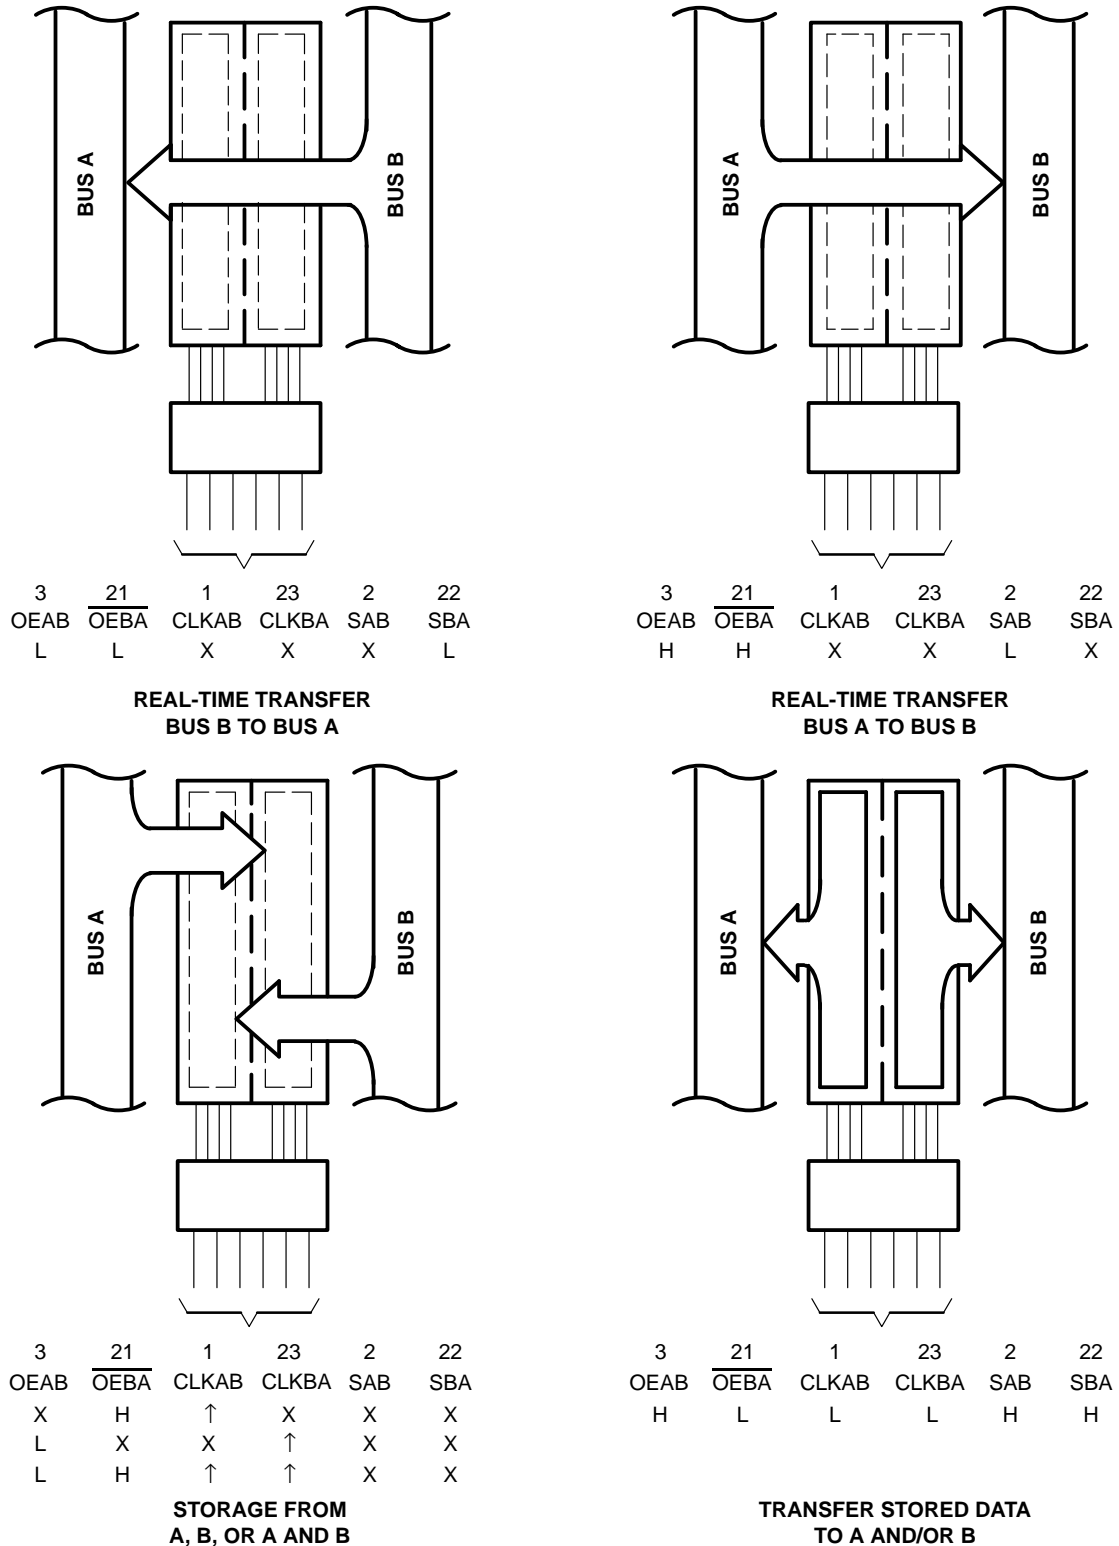 BUS A
BUS B
3 21 1 23 2 22
OEAB OEBA CLKAB CLKBA SAB SBA
L L X X X L
REAL-TIME TRANSFER
BUS B TO BUS A
BUS A
BUS B
3 21 1 23 2 22
OEAB OEBA CLKAB CLKBA SAB SBA
H H X X L X
REAL-TIME TRANSFER
BUS A TO BUS B
BUS A
BUS B
3 21 1 23 2 22
OEAB OEBA CLKAB CLKBA SAB SBA
X H ↑ X X X
L X X ↑ X X
L H ↑ ↑ X X
STORAGE FROM
A, B, OR A AND B
BUS A
BUS B
3 21 1 23 2 22
OEAB OEBA CLKAB CLKBA SAB SBA
H L L L H H
TRANSFER STORED DATA
TO A AND/OR B